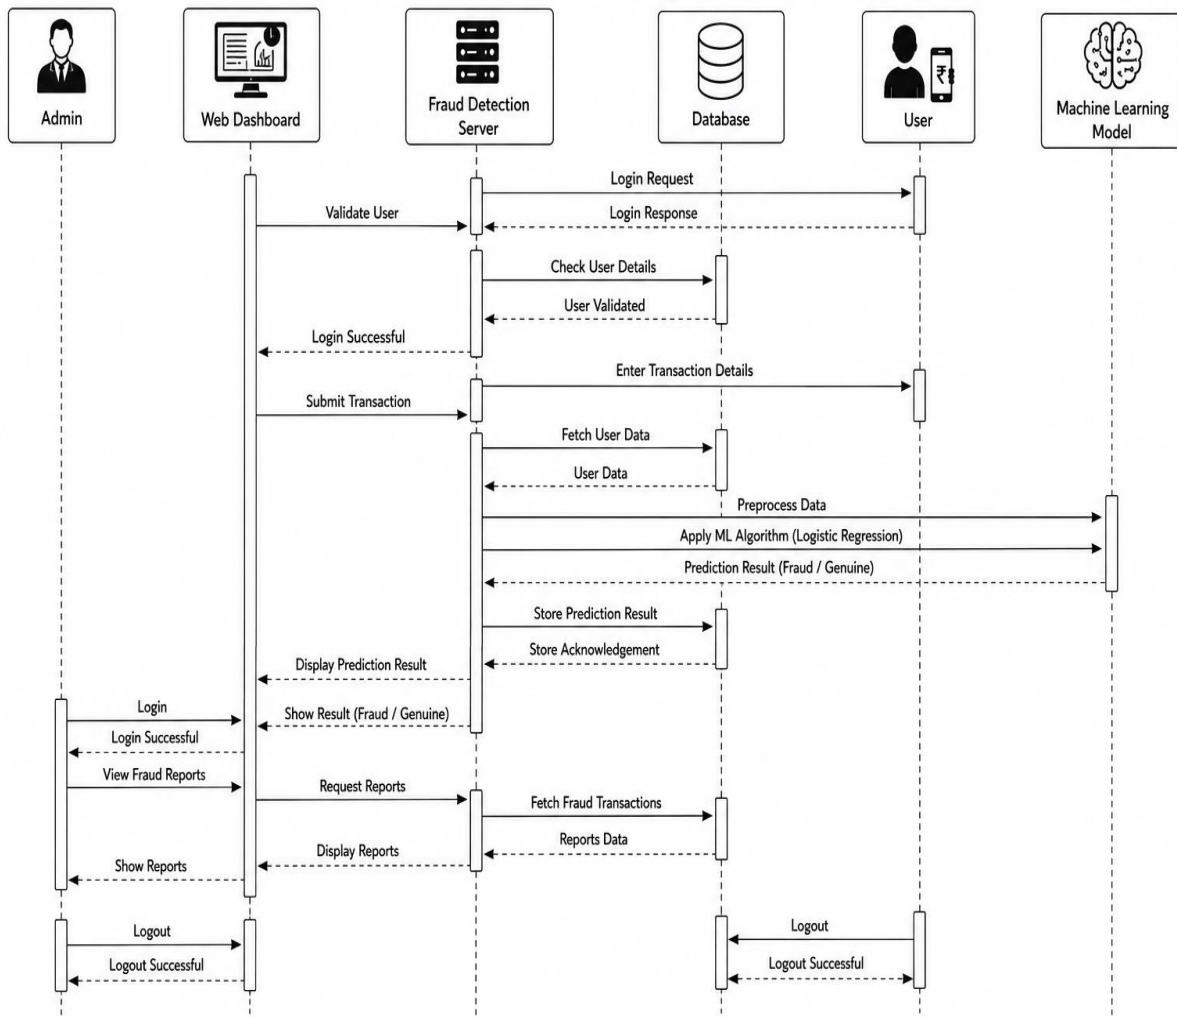 Admin
Web Dashboard
Fraud Detection
Server
Database
User
₹
Machine Learning
Model
Login Request
Validate User
Login Response
Check User Details
User Validated
Login Successful
Enter Transaction Details
Submit Transaction
Fetch User Data
User Data
Preprocess Data
Apply ML Algorithm (Logistic Regression)
Prediction Result (Fraud / Genuine)
Store Prediction Result
Store Acknowledgement
Display Prediction Result
Login
Show Result (Fraud / Genuine)
Login Successful
View Fraud Reports
Request Reports
Fetch Fraud Transactions
Reports Data
Display Reports
Show Reports
Logout
Logout
Logout Successful
Logout Successful